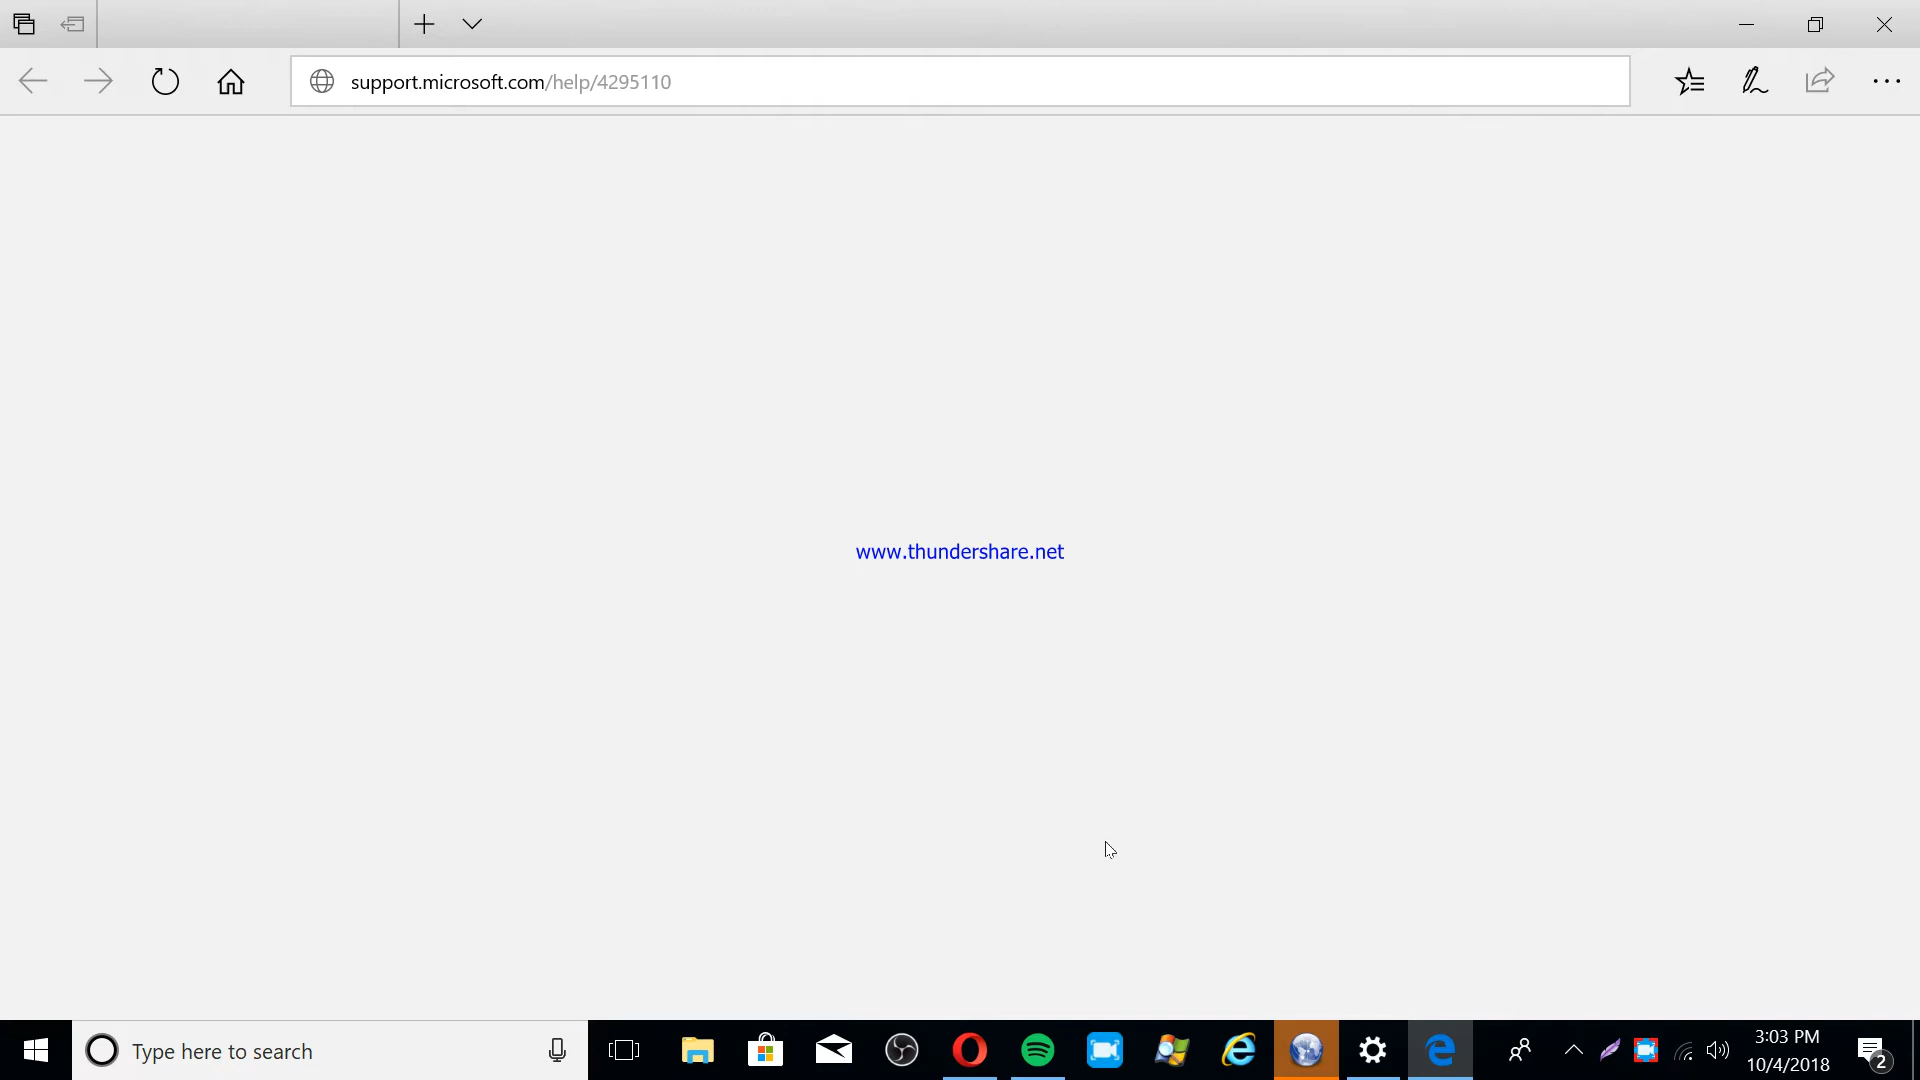 support.microsoft.com/help/4295110
www.thundershare.net
Type here to search
3:03 PM
10/4/2018
2